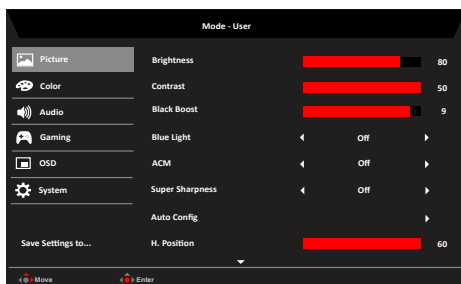 Mode - User
Picture
Brightness 80
Color
Contrast 50
Audio
Black Boost 9
Gaming
Blue Light Off
OSD
ACM Off
System
Super Sharpness Off
Auto Config
Save Settings to...
H. Position 60
Move Enter